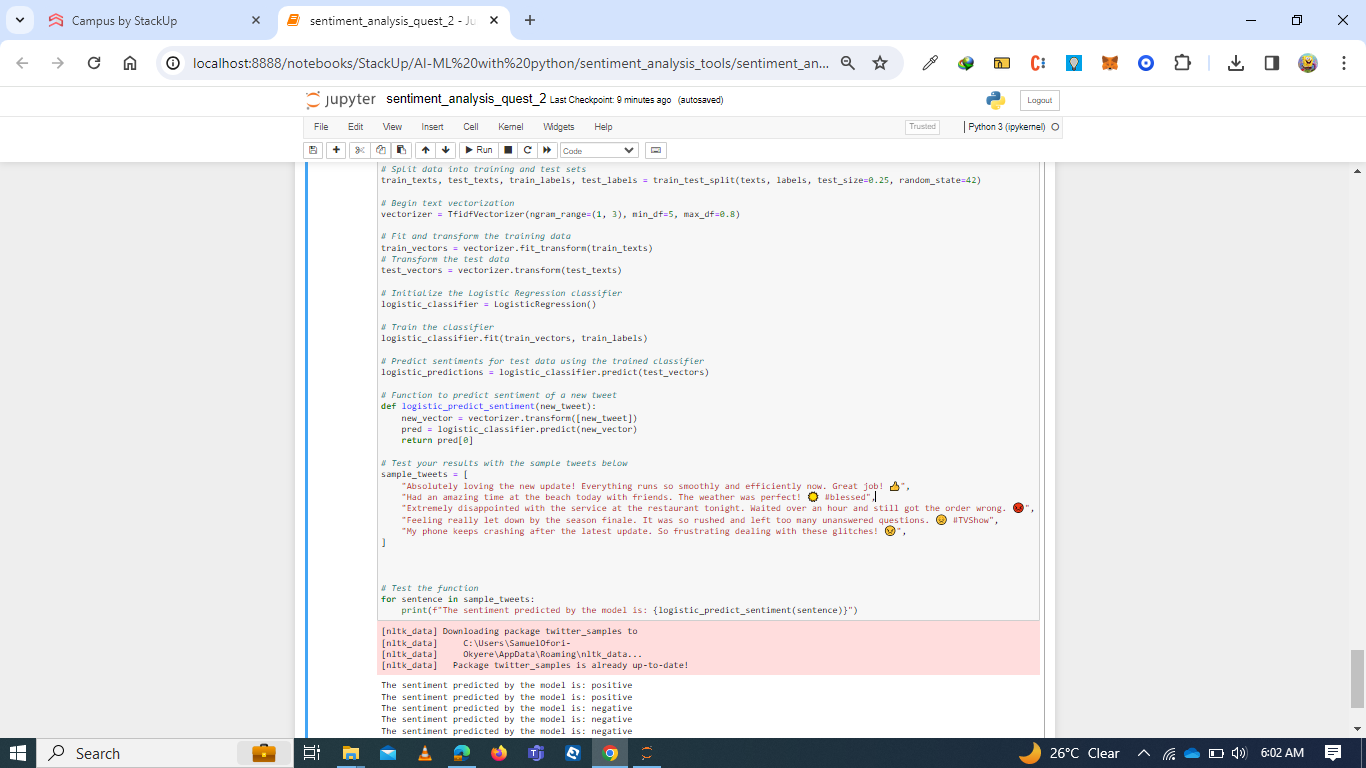 Campus by StackUp
sentiment_analysis_quest_2 - Ju
localhost:8888/notebooks/StackUp/AI-ML%20with%20python/sentiment_analysis_tools/sentiment_an...
jupyter sentiment_analysis_quest_2 Last Checkpoint: 9 minutes ago (autosaved)
Logout
File Edit View Insert Cell Kernel Widgets Help
Trusted
Python 3 (ipykernel)
Run
Code
# Split data into training and test sets
train_texts, test_texts, train_labels, test_labels = train_test_split(texts, labels, test_size=0.25, random_state=42)
# Begin text vectorization
vectorizer = TfidfVectorizer(ngram_range=(1, 3), min_df=5, max_df=0.8)
# Fit and transform the training data
train_vectors = vectorizer.fit_transform(train_texts)
# Transform the test data
test_vectors = vectorizer.transform(test_texts)
# Initialize the Logistic Regression classifier
logistic_classifier = LogisticRegression()
# Train the classifier
logistic_classifier.fit(train_vectors, train_labels)
# Predict sentiments for test data using the trained classifier
logistic_predictions = logistic_classifier.predict(test_vectors)
# Function to predict sentiment of a new tweet
def logistic_predict_sentiment(new_tweet):
new_vector = vectorizer.transform([new_tweet])
pred = logistic_classifier.predict(new_vector)
return pred[0]
# Test your results with the sample tweets below
sample_tweets = [
"Absolutely loving the new update! Everything runs so smoothly and efficiently now. Great job! 👍",
"Had an amazing time at the beach today with friends. The weather was perfect! ☀️ #blessed",
"Extremely disappointed with the service at the restaurant tonight. Waited over an hour and still got the order wrong. 😡",
"Feeling really let down by the season finale. It was so rushed and left too many unanswered questions. 😞 #TVShow",
"My phone keeps crashing after the latest update. So frustrating dealing with these glitches! 😠",
]
# Test the function
for sentence in sample_tweets:
print(f"The sentiment predicted by the model is: {logistic_predict_sentiment(sentence)}")
[nltk_data] Downloading package twitter_samples to
[nltk_data] C:\Users\SamuelOfori-
[nltk_data] Okyere\AppData\Roaming\nltk_data...
[nltk_data] Package twitter_samples is already up-to-date!
The sentiment predicted by the model is: positive
The sentiment predicted by the model is: positive
The sentiment predicted by the model is: negative
The sentiment predicted by the model is: negative
The sentiment predicted by the model is: negative
Search
26°C Clear
6:02 AM